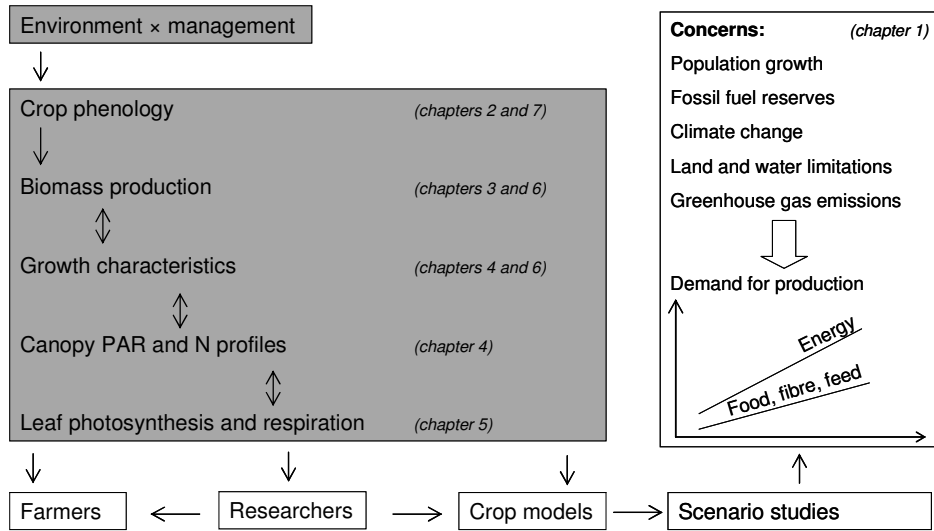 Environment × management
Crop phenology (chapters 2 and 7)
Biomass production (chapters 3 and 6)
Growth characteristics (chapters 4 and 6)
Canopy PAR and N profiles (chapter 4)
Leaf photosynthesis and respiration (chapter 5)
Concerns: (chapter 1)
Population growth
Fossil fuel reserves
Climate change
Land and water limitations
Greenhouse gas emissions
Demand for production
Energy
Food, fibre, feed
Farmers
Researchers
Crop models
Scenario studies